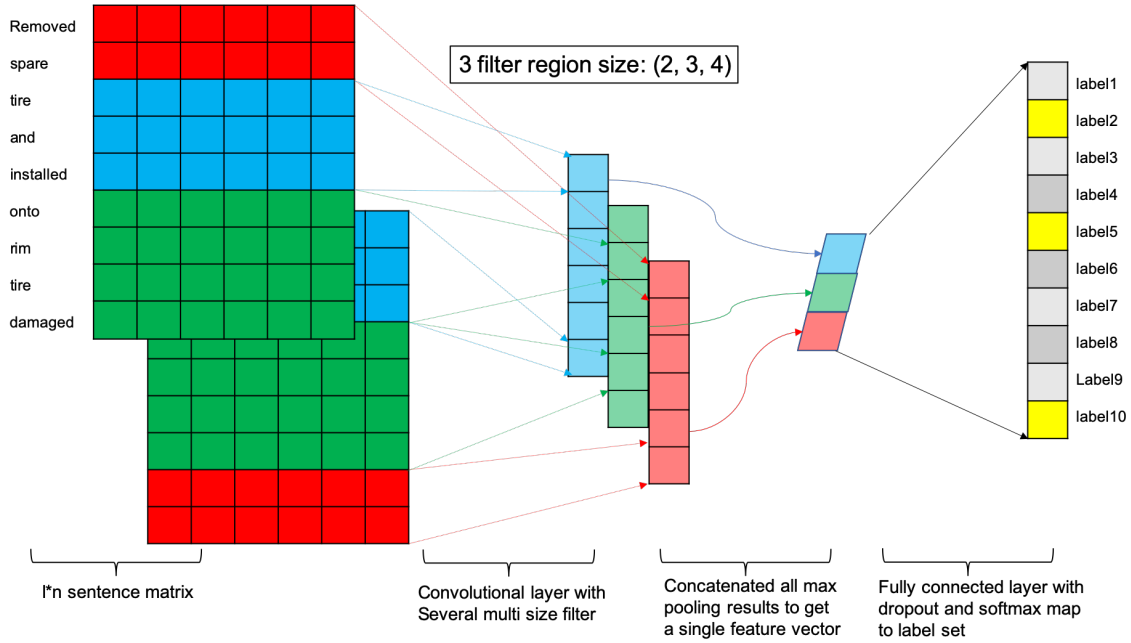 Removed
spare
tire
and
installed
onto
rim
tire
damaged
3 filter region size: (2, 3, 4)
label1
label2
label3
label4
label5
label6
label7
label8
Label9
label10
l*n sentence matrix
Convolutional layer with
Several multi size filter
Concatenated all max
pooling results to get
a single feature vector
Fully connected layer with
dropout and softmax map
to label set